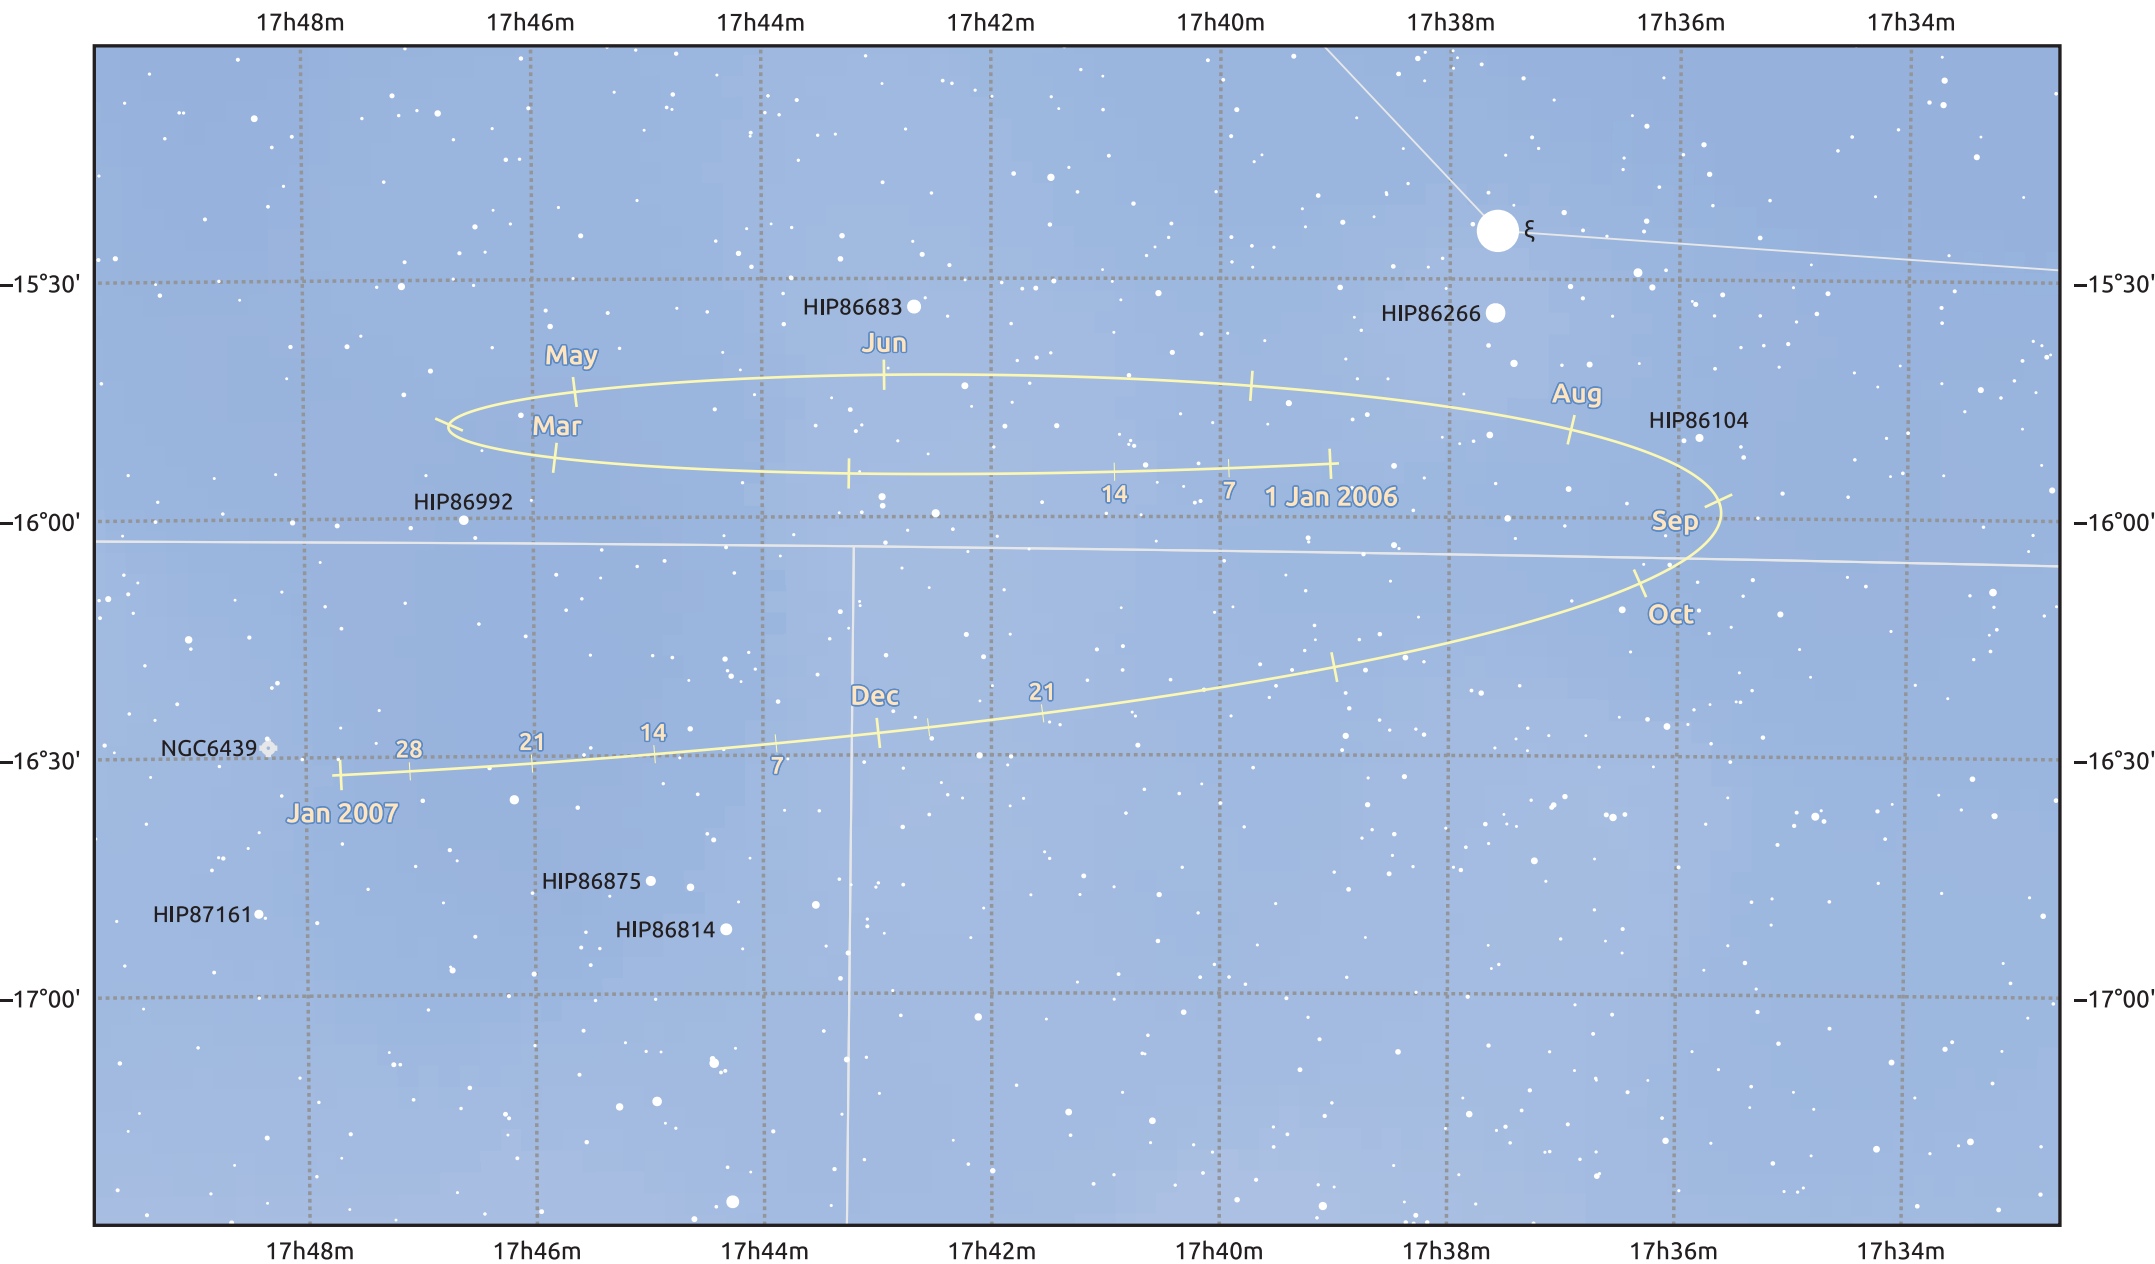 17h48m 17h46m 17h44m 17h42m 17h40m 17h38m 17h36m 17h34m
ξ
−15°30' −15°30'
HIP86683 HIP86266
Jun
May
Aug
Mar HIP86104
14 7 1 Jan 2006
HIP86992
Sep
−16°00' −16°00'
Oct
21
Dec
14
21
28
NGC6439
−16°30' −16°30'
7
Jan 2007
HIP86875
HIP87161
HIP86814
−17°00' −17°00'
17h48m 17h46m 17h44m 17h42m 17h40m 17h38m 17h36m 17h34m